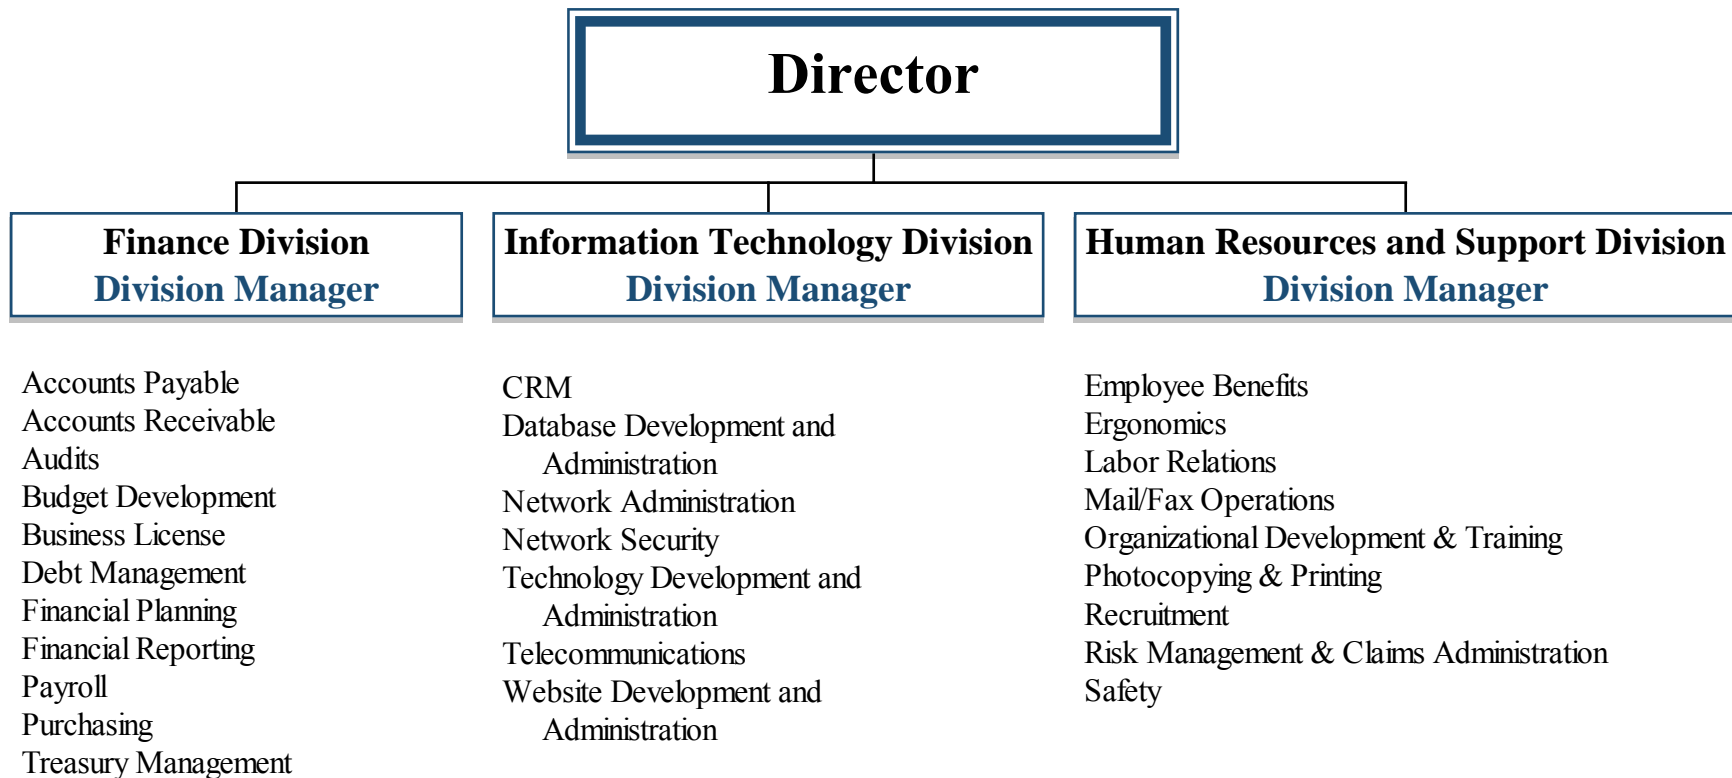 Director
Finance Division
Division Manager
Information Technology Division
Division Manager
Human Resources and Support Division
Division Manager
Accounts Payable
Accounts Receivable
Audits
Budget Development
Business License
Debt Management
Financial Planning
Financial Reporting
Payroll
Purchasing
Treasury Management
CRM
Database Development and
Administration
Network Administration
Network Security
Technology Development and
Administration
Telecommunications
Website Development and
Administration
Employee Benefits
Ergonomics
Labor Relations
Mail/Fax Operations
Organizational Development & Training
Photocopying & Printing
Recruitment
Risk Management & Claims Administration
Safety